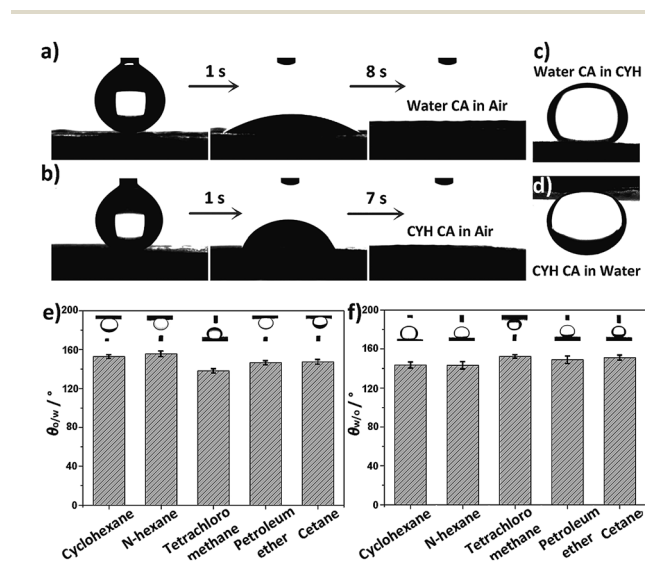 a)
1 s
8 s
Water CA in Air
c)
Water CA in CYH
b)
1 s
7 s
CYH CA in Air
d)
CYH CA in Water
e)
200
160
120
80
40
0
θo/w / °
Cyclohexane
N-hexane
Tetrachloro
methane
Petroleum
ether
Cetane
f)
200
160
120
80
40
0
θw/o / °
Cyclohexane
N-hexane
Tetrachloro
methane
Petroleum
ether
Cetane